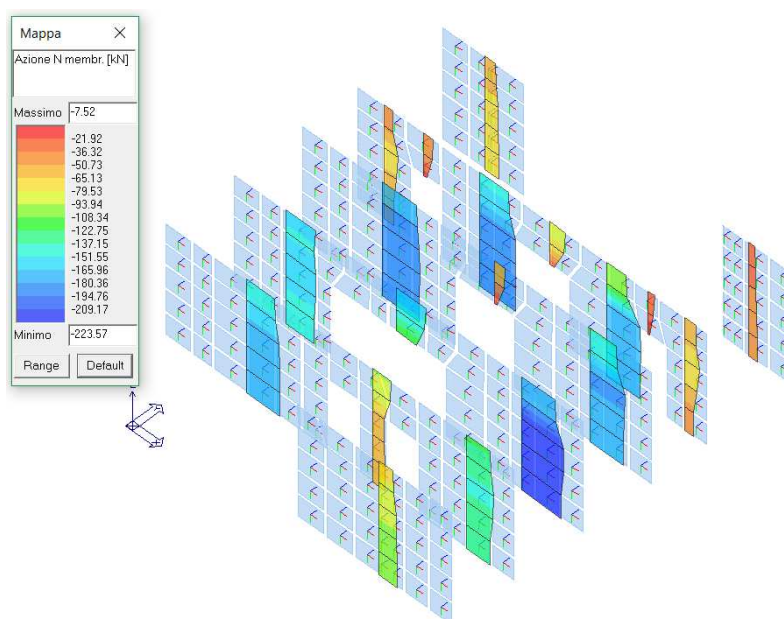 Mappa
Azione N membr. [kN]
Massimo -7.52
-21.92
-36.32
-50.73
-65.13
-79.53
-93.94
-108.34
-122.75
-137.15
-151.55
-165.96
-180.36
-194.76
-209.17
Minimo -223.57
Range Default